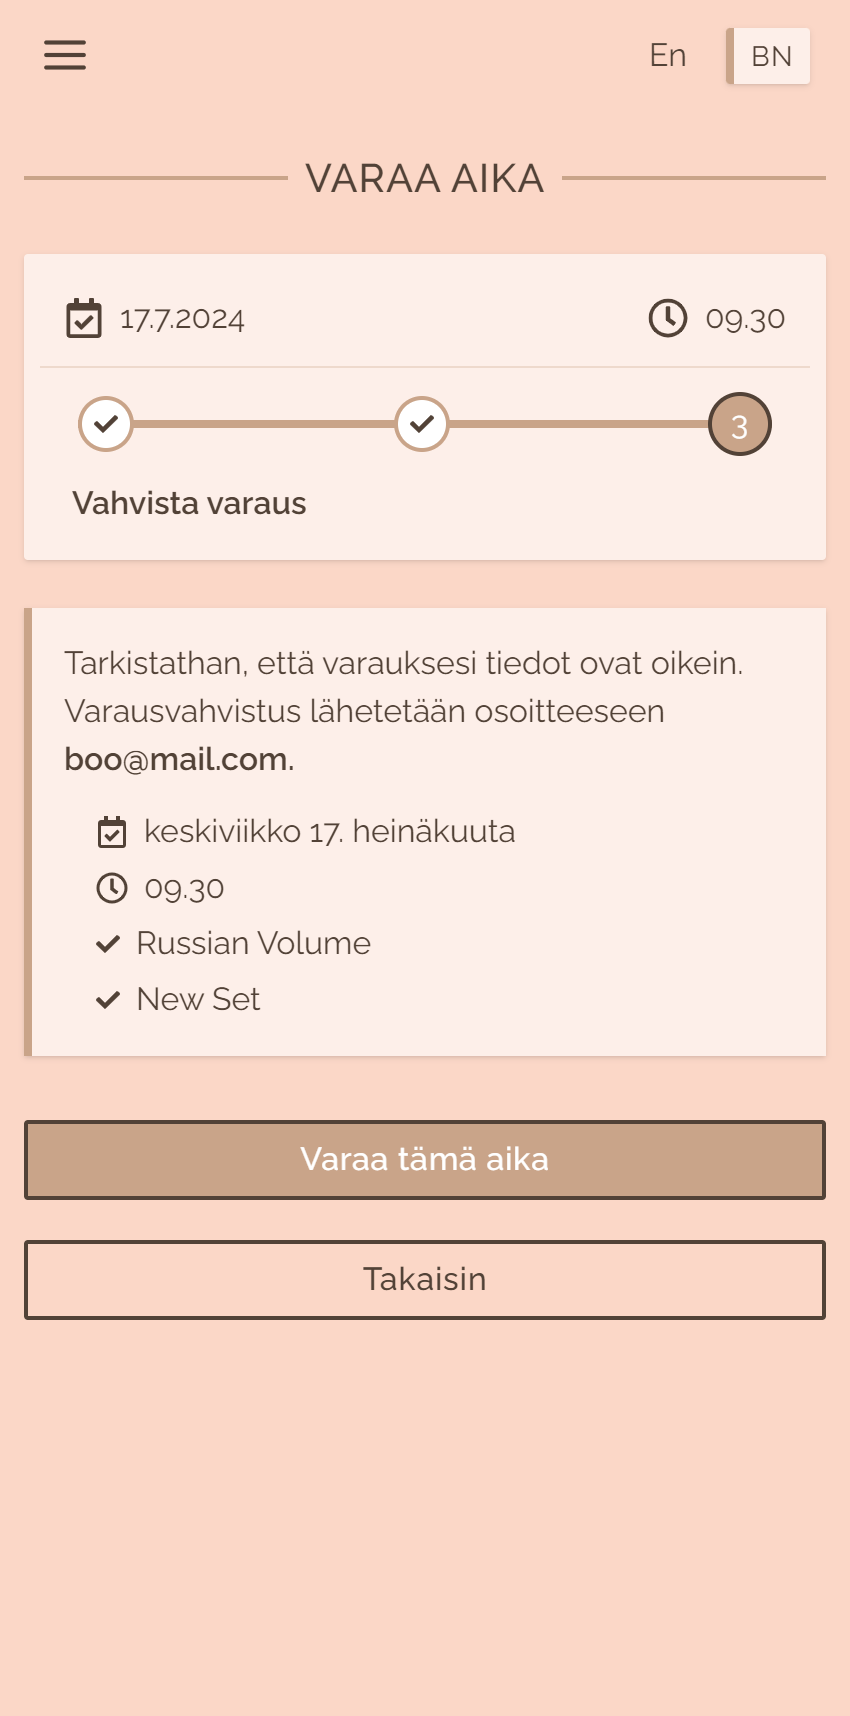 En
BN
VARAA AIKA
17.7.2024
09.30
3
Vahvista varaus
Tarkistathan, että varauksesi tiedot ovat oikein.
Varausvahvistus lähetetään osoitteeseen
boo@mail.com.
keskiviikko 17. heinäkuuta
09.30
Russian Volume
New Set
Varaa tämä aika
Takaisin